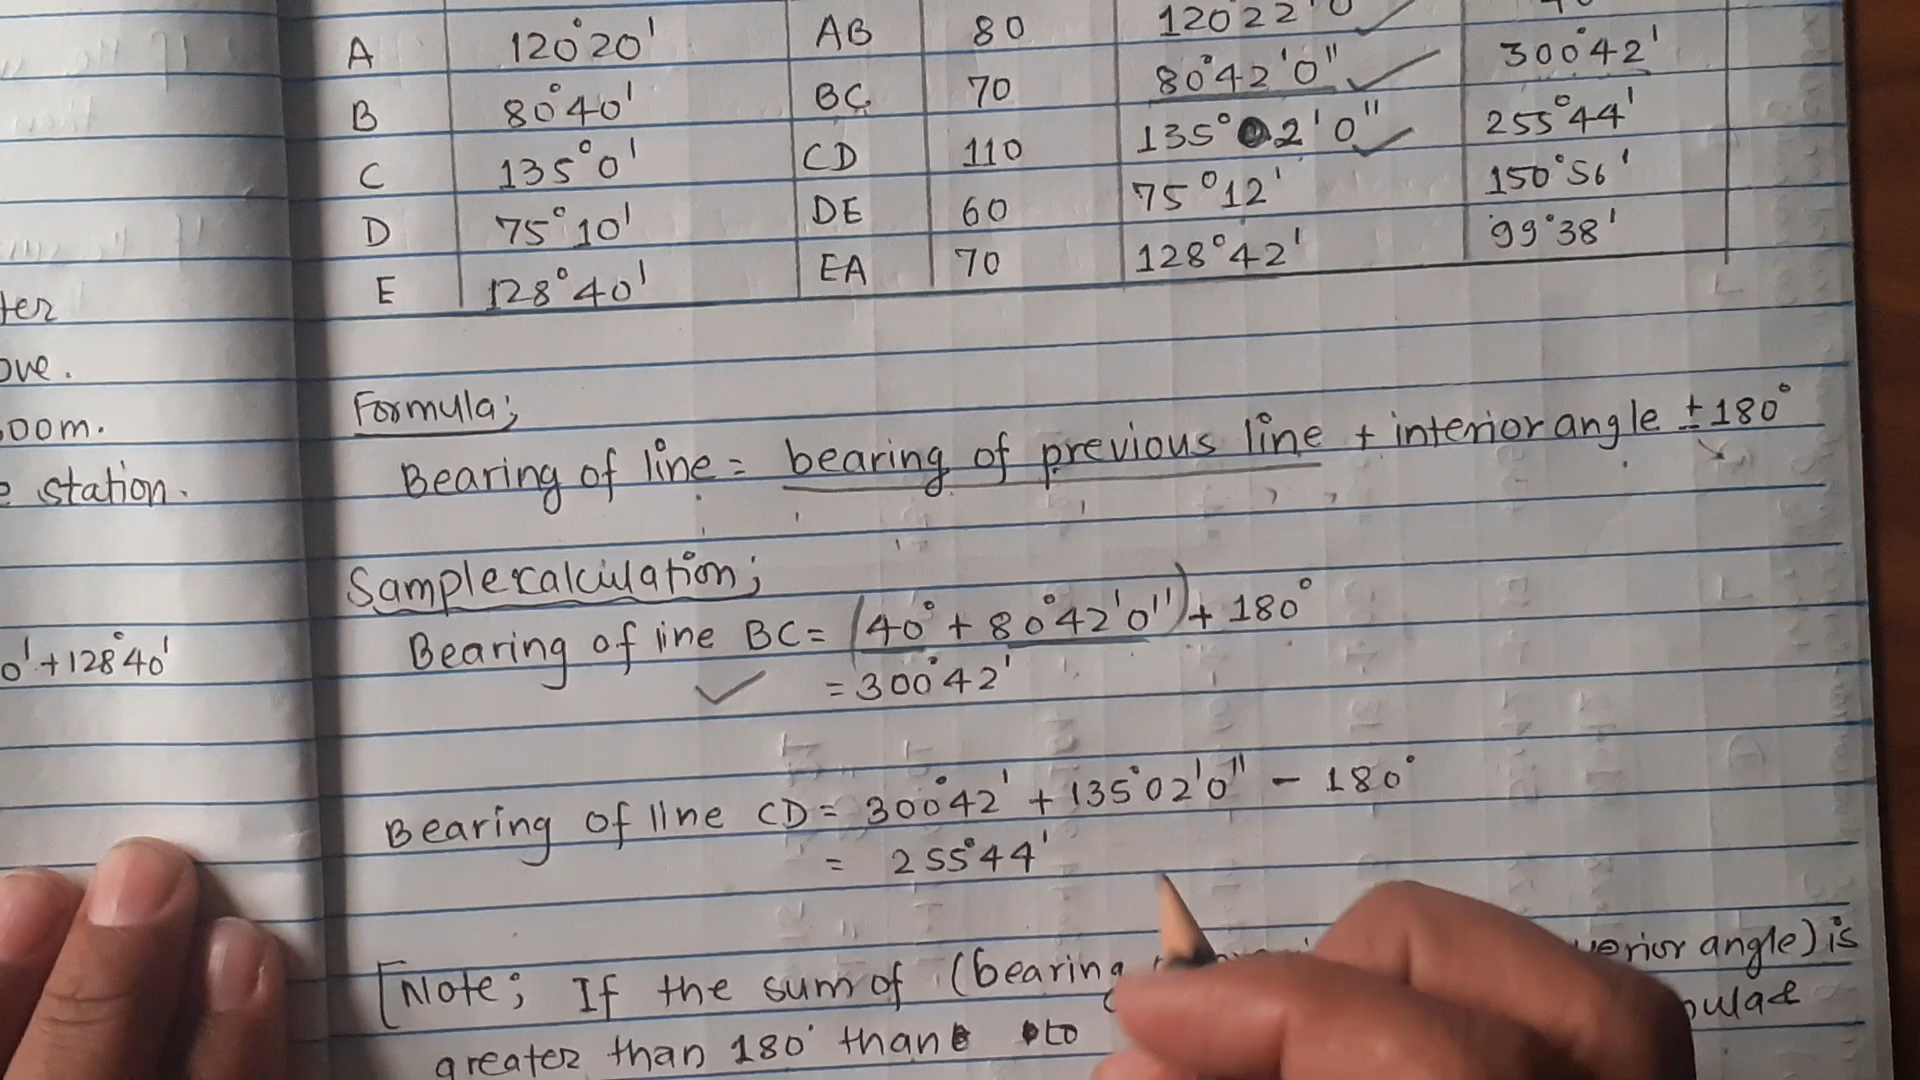 A 120°20' AB 80 120 22 '0
B 80°40' BC 70 80°42'0" 300°42'
C 135°0' CD 110 135°02'0" 255°44'
D 75°10' DE 60 75°12' 150°56'
E 128°40' EA 70 128°42' 99°38'
ter
ove.
oom.
station.
0'+128°40'
Formula;
Bearing of line = bearing of previous line + interior angle ±180°
Sample calculation;
Bearing of line BC = (40° + 80°42'0") + 180°
= 300°42'
Bearing of line CD = 300°42' + 135°02'0" - 180°
= 255°44'
[Note; If the sum of (bearing erior angle) is
greater than 180° than to